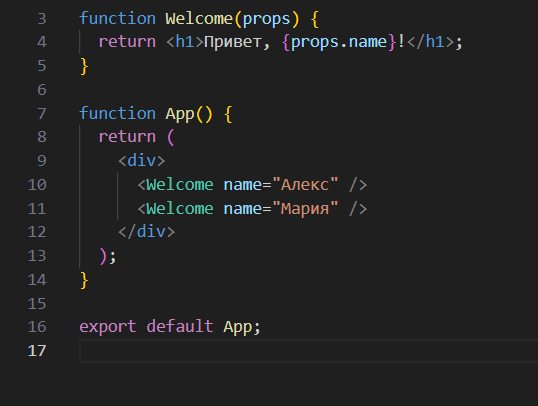 3 function Welcome(props) {
4   return <h1>Привет, {props.name}!</h1>;
5 }
6
7 function App() {
8   return (
9     <div>
10       <Welcome name="Алекс" />
11       <Welcome name="Мария" />
12     </div>
13   );
14 }
15
16 export default App;
17